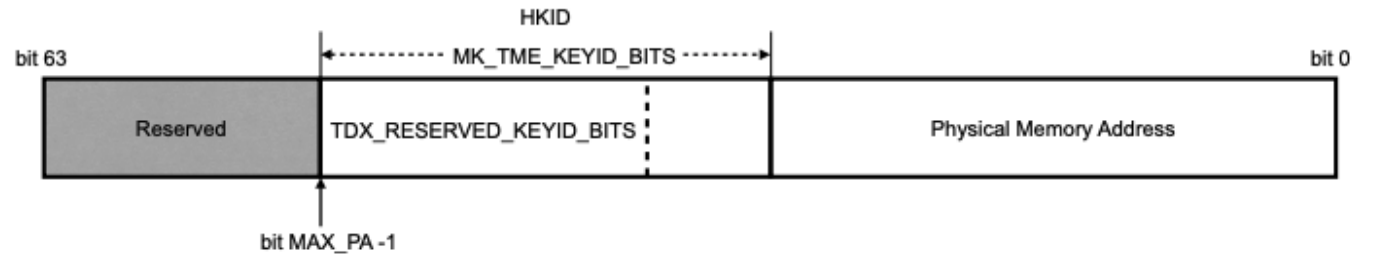 HKID
bit 63
MK_TME_KEYID_BITS
bit 0
Reserved
TDX_RESERVED_KEYID_BITS
Physical Memory Address
bit MAX_PA -1